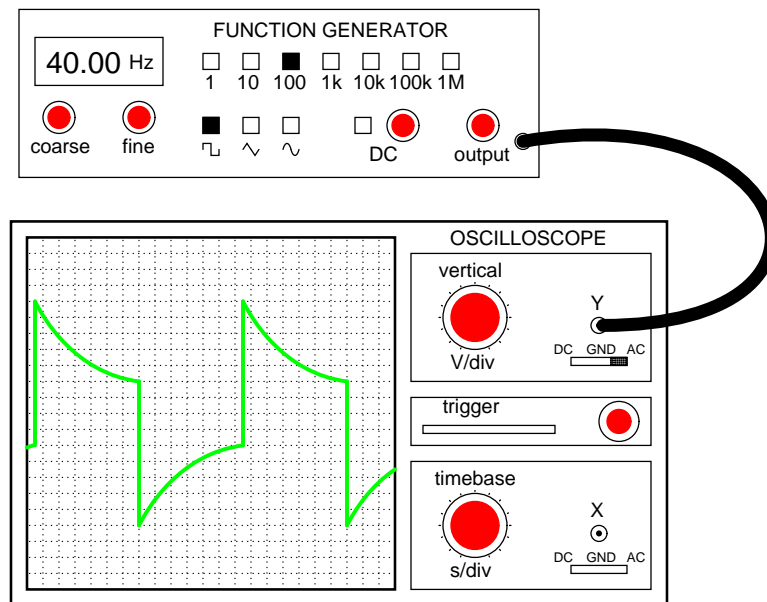 FUNCTION GENERATOR
40.00 Hz
1 10 100 1k 10k 100k 1M
coarse fine DC output
OSCILLOSCOPE
vertical
Y
DC GND AC
V/div
trigger
timebase
X
DC GND AC
s/div